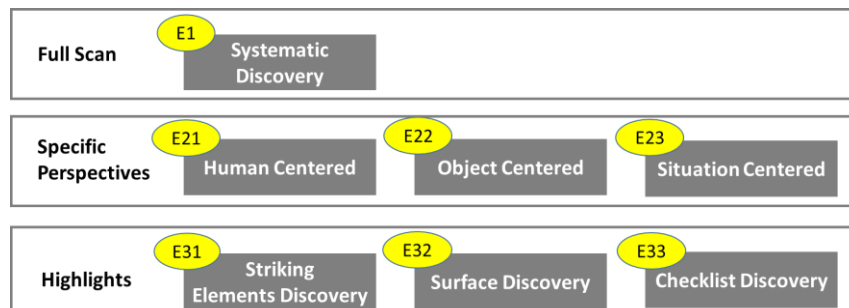 E1
Full Scan
Systematic
Discovery
E21
E22
E23
Specific
Perspectives
Human Centered
Object Centered
Situation Centered
E31
E32
E33
Highlights
Striking
Elements Discovery
Surface Discovery
Checklist Discovery